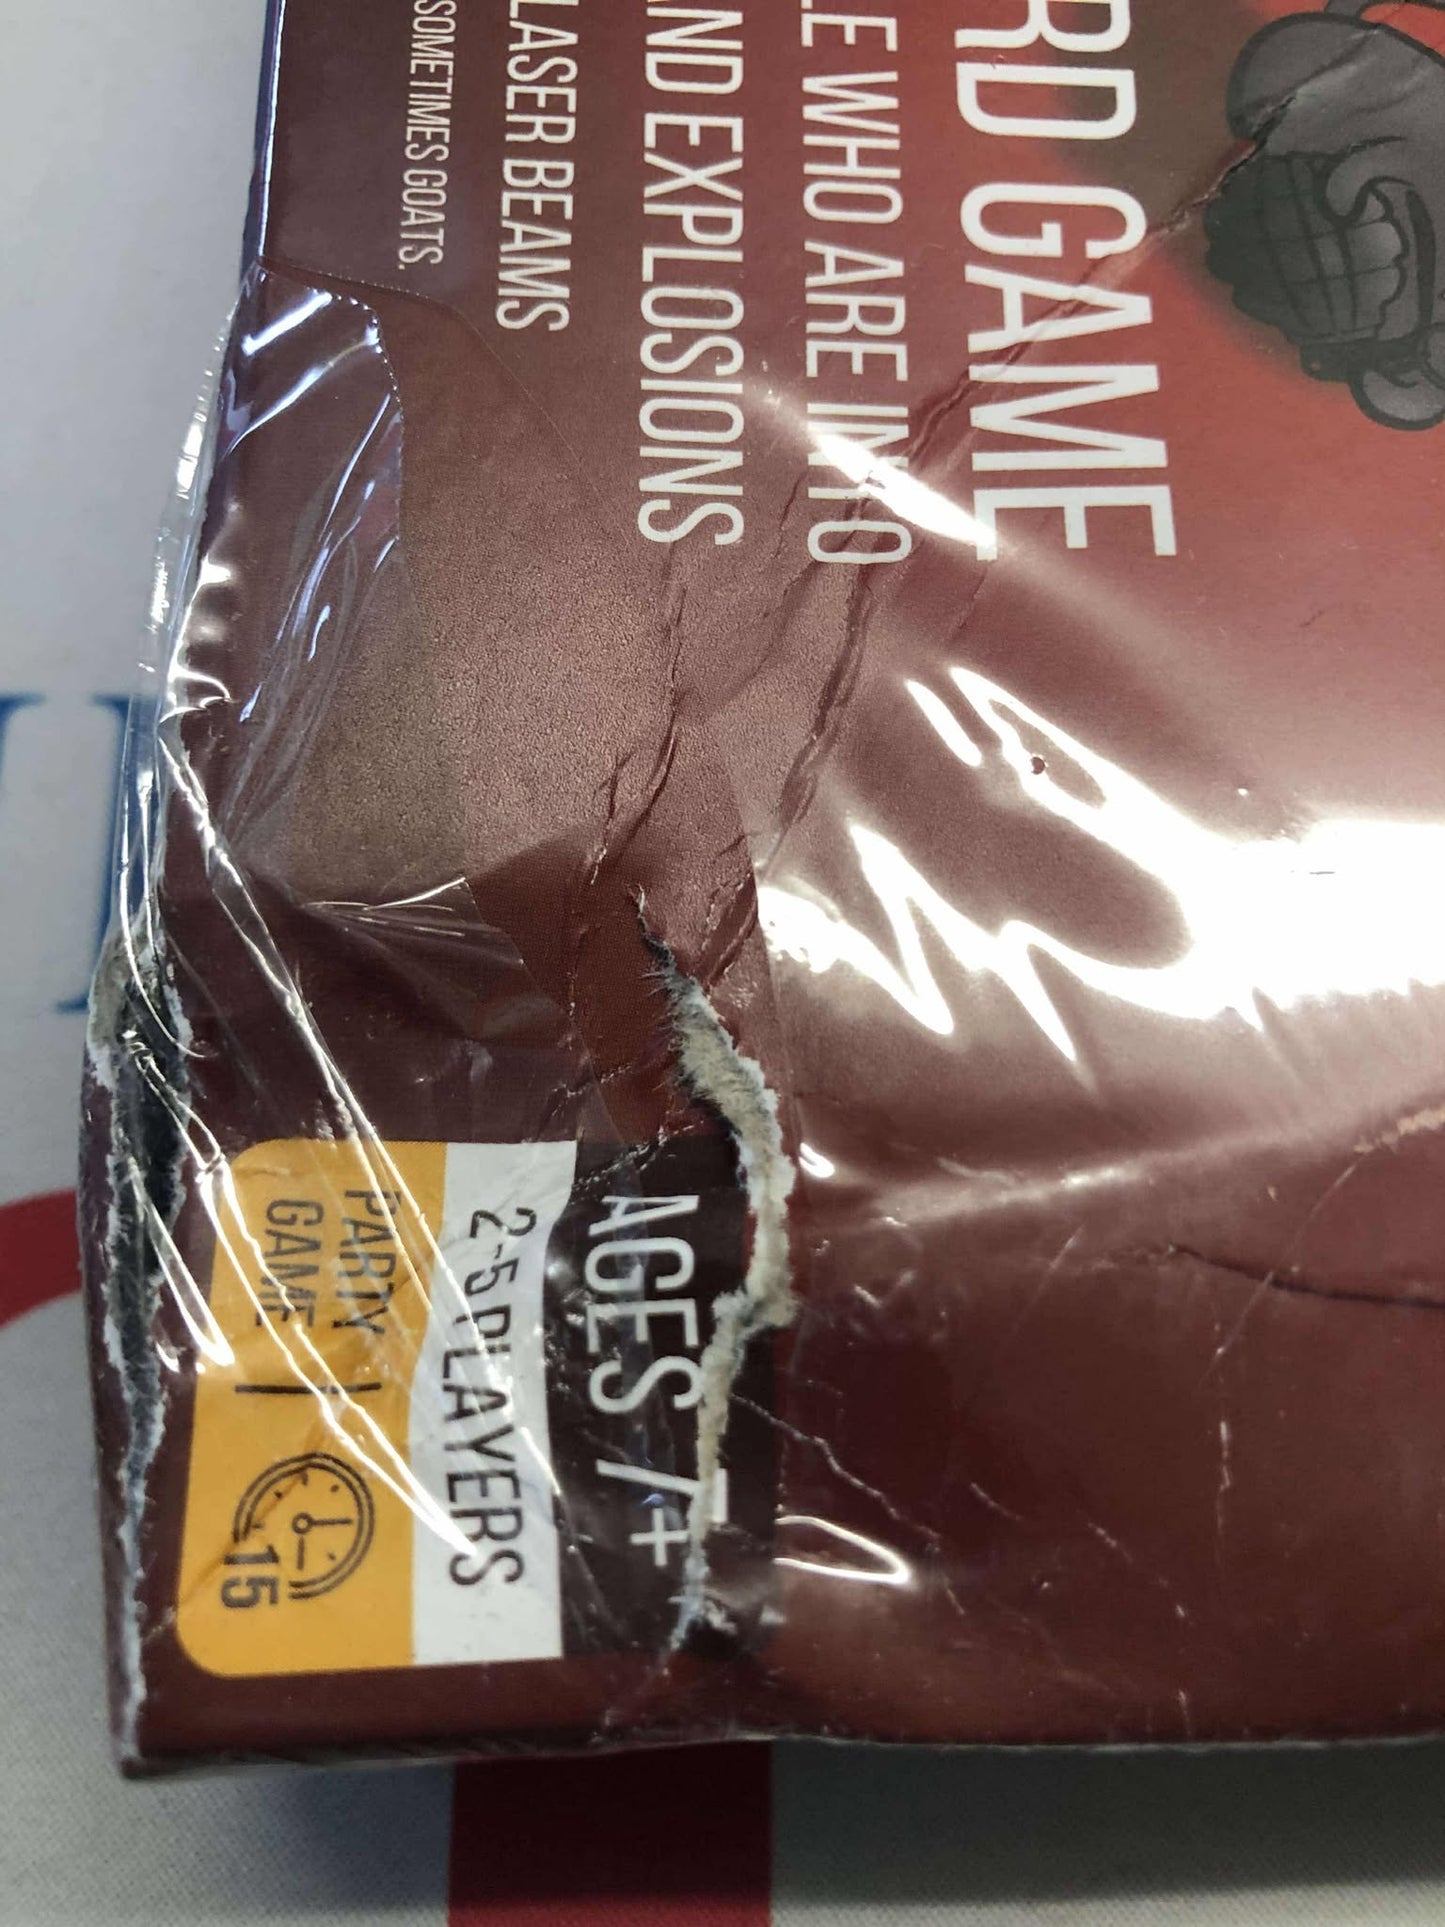 RD GAME
LE WHO ARE INTO
AND EXPLOSIONS
LASER BEAMS
SOMETIMES GOATS.
AGES 7+
2-5 PLAYERS
PARTY
GAME
15